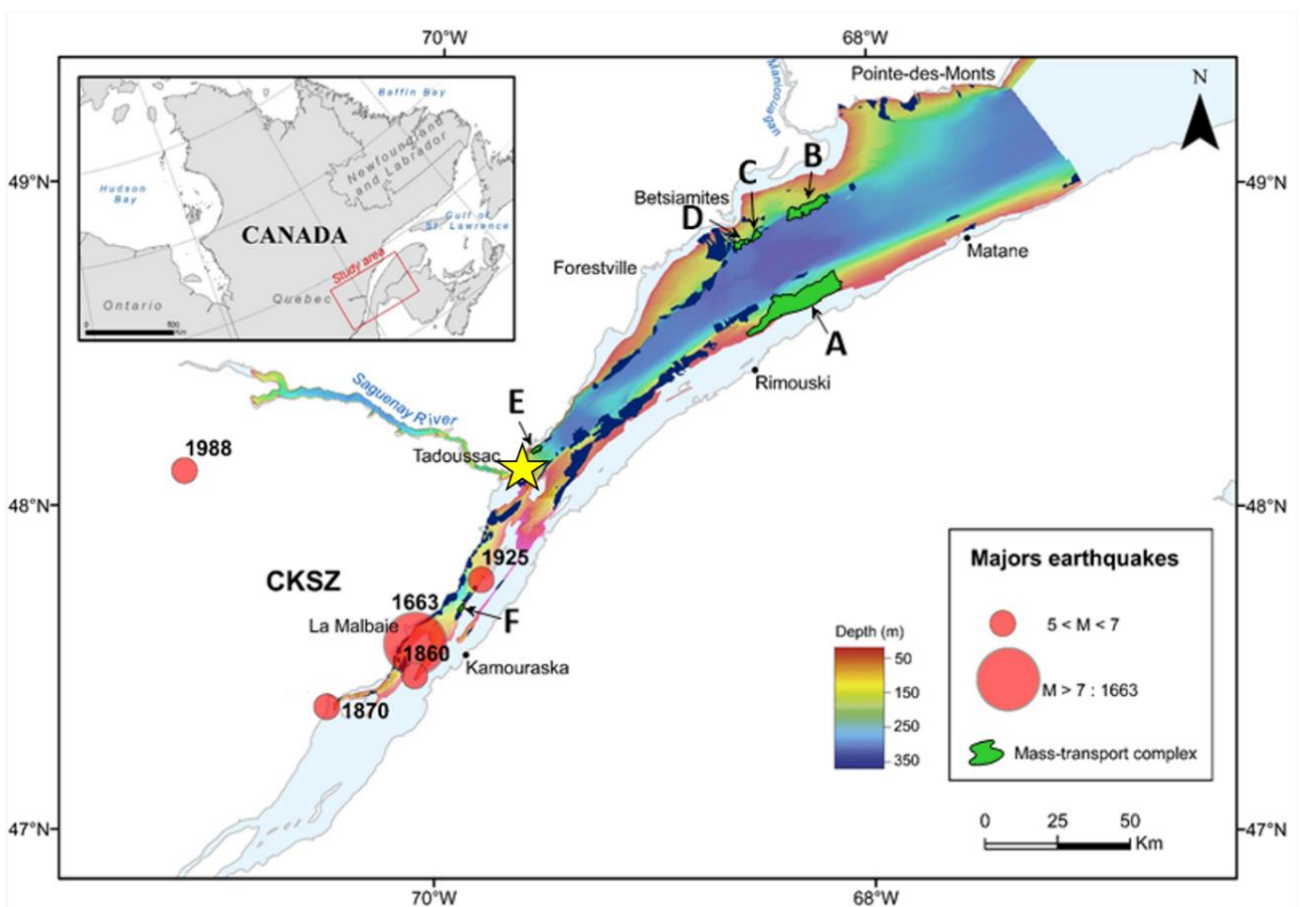 70°W
68°W
Pointe-des-Monts
Manicouagan
N
Baffin Bay
Newfoundland
and Labrador
Hudson
Bay
Gulf of
St. Lawrence
CANADA
Study area
Ontario
Quebec
0
500
Km
49°N
49°N
B
C
Betsiamites
D
Forestville
Matane
A
Rimouski
Saguenay River
E
Tadoussac
1988
48°N
48°N
1925
CKSZ
1663
La Malbaie
F
1860
Kamouraska
1870
Depth (m)
50
150
250
350
Majors earthquakes
5 < M < 7
M > 7 : 1663
Mass-transport complex
0 25 50
Km
47°N
47°N
70°W
68°W